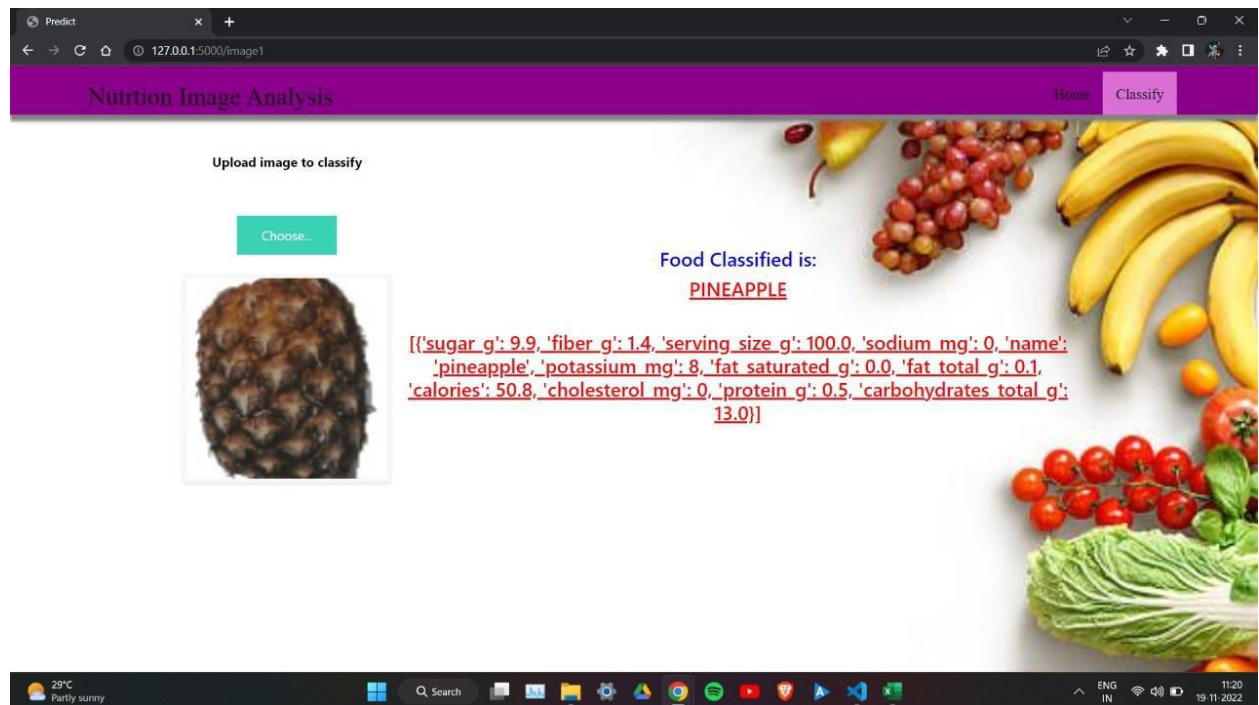 Predict
127.0.0.1:5000/image1
Nutrtion Image Analysis
Home
Classify
Upload image to classify
Choose...
Food Classified is:
PINEAPPLE
[{'sugar_g': 9.9, 'fiber_g': 1.4, 'serving_size_g': 100.0, 'sodium_mg': 0, 'name':
'pineapple', 'potassium_mg': 8, 'fat_saturated_g': 0.0, 'fat_total_g': 0.1,
'calories': 50.8, 'cholesterol_mg': 0, 'protein_g': 0.5, 'carbohydrates_total_g':
13.0}]
29°C
Partly sunny
Search
ENG
IN
11:20
19-11-2022